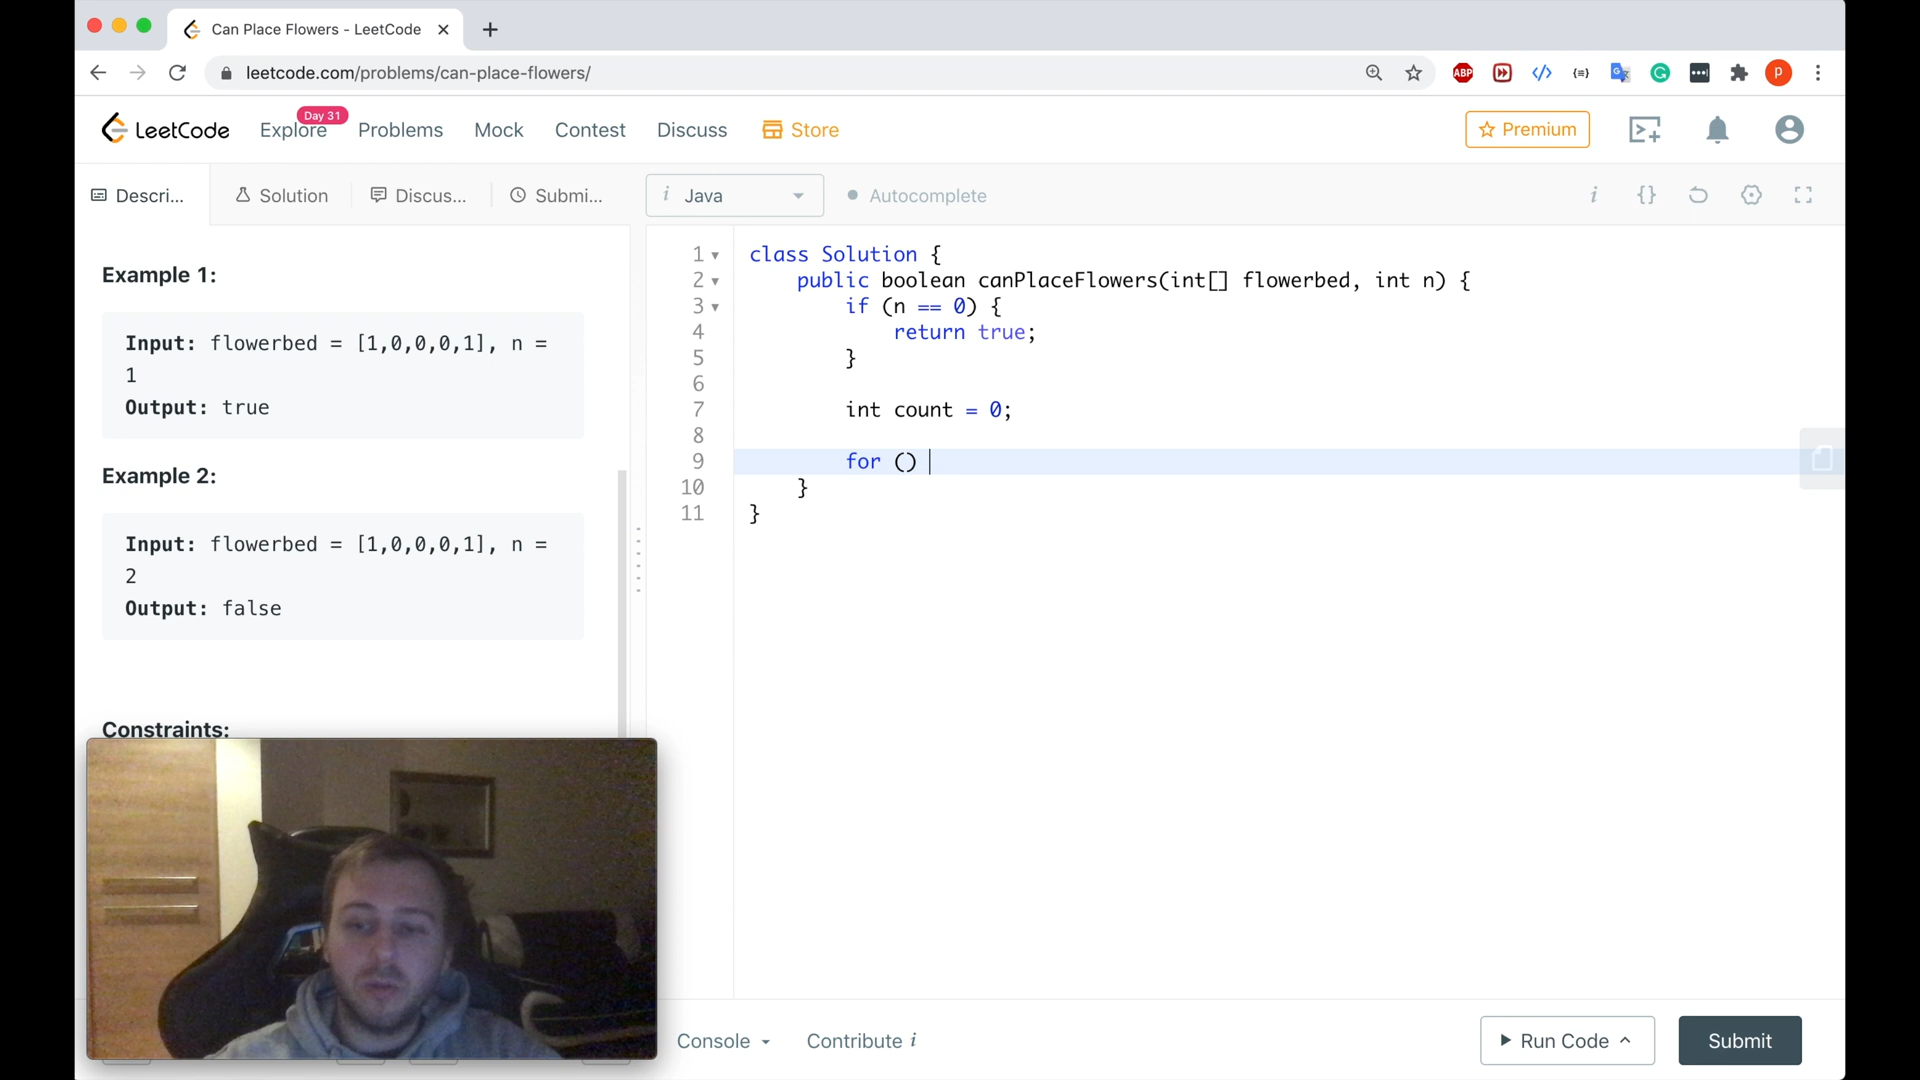 Can Place Flowers - LeetCode
leetcode.com/problems/can-place-flowers/
ABP
P
LeetCode
Explore
Day 31
Problems
Mock
Contest
Discuss
Store
Premium
Descri...
Solution
Discus...
Submi...
i Java
Autocomplete
i {}
Example 1:
Input: flowerbed = [1,0,0,0,1], n =
1
Output: true
Example 2:
Input: flowerbed = [1,0,0,0,1], n =
2
Output: false
Constraints:
1 class Solution {
2 public boolean canPlaceFlowers(int[] flowerbed, int n) {
3 if (n == 0) {
4 return true;
5 }
6
7 int count = 0;
8
9 for ()
10 }
11 }
Console
Contribute i
Run Code
Submit